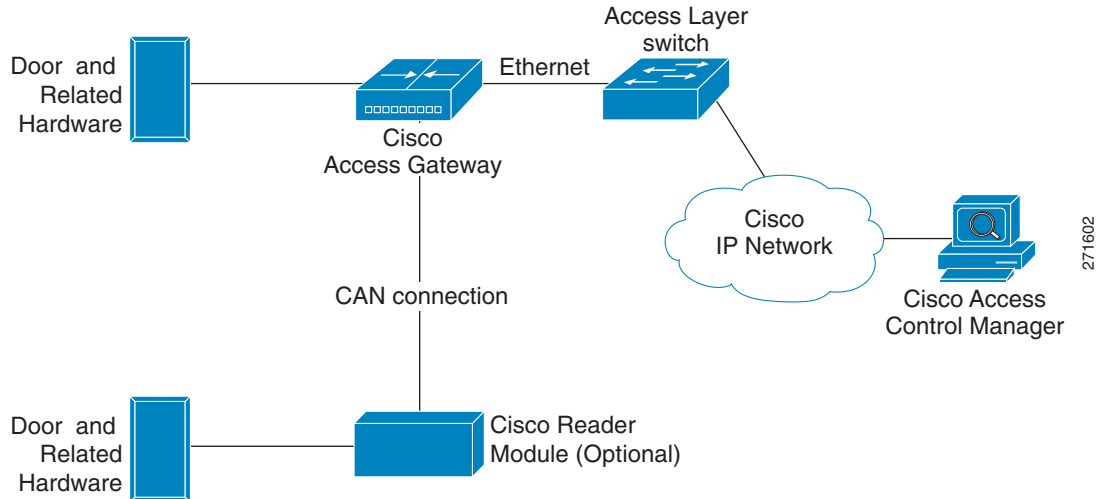 Access Layer
switch
Door and
Related
Hardware
Ethernet
Cisco
Access Gateway
Cisco
IP Network
271602
Cisco Access
Control Manager
CAN connection
Door and
Related
Hardware
Cisco Reader
Module (Optional)